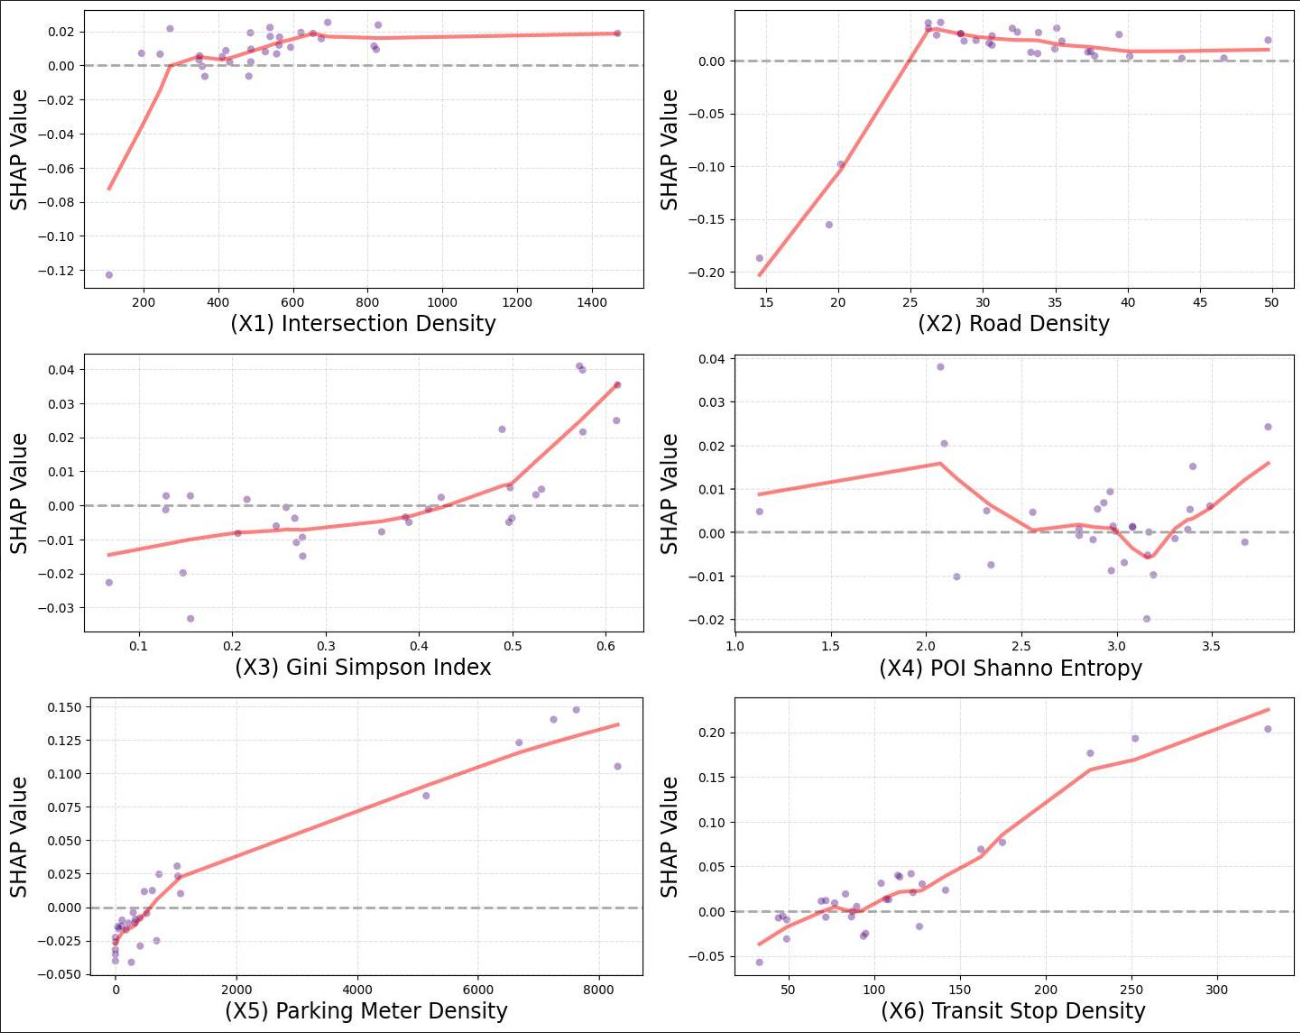 SHAP Value
0.02
0.00
−0.02
−0.04
−0.06
−0.08
−0.10
−0.12
200 400 600 800 1000 1200 1400
(X1) Intersection Density
SHAP Value
0.00
−0.05
−0.10
−0.15
−0.20
15 20 25 30 35 40 45 50
(X2) Road Density
SHAP Value
0.04
0.03
0.02
0.01
0.00
−0.01
−0.02
−0.03
0.1 0.2 0.3 0.4 0.5 0.6
(X3) Gini Simpson Index
SHAP Value
0.04
0.03
0.02
0.01
0.00
−0.01
−0.02
1.0 1.5 2.0 2.5 3.0 3.5
(X4) POI Shanno Entropy
SHAP Value
0.150
0.125
0.100
0.075
0.050
0.025
0.000
−0.025
−0.050
0 2000 4000 6000 8000
(X5) Parking Meter Density
SHAP Value
0.20
0.15
0.10
0.05
0.00
−0.05
50 100 150 200 250 300
(X6) Transit Stop Density